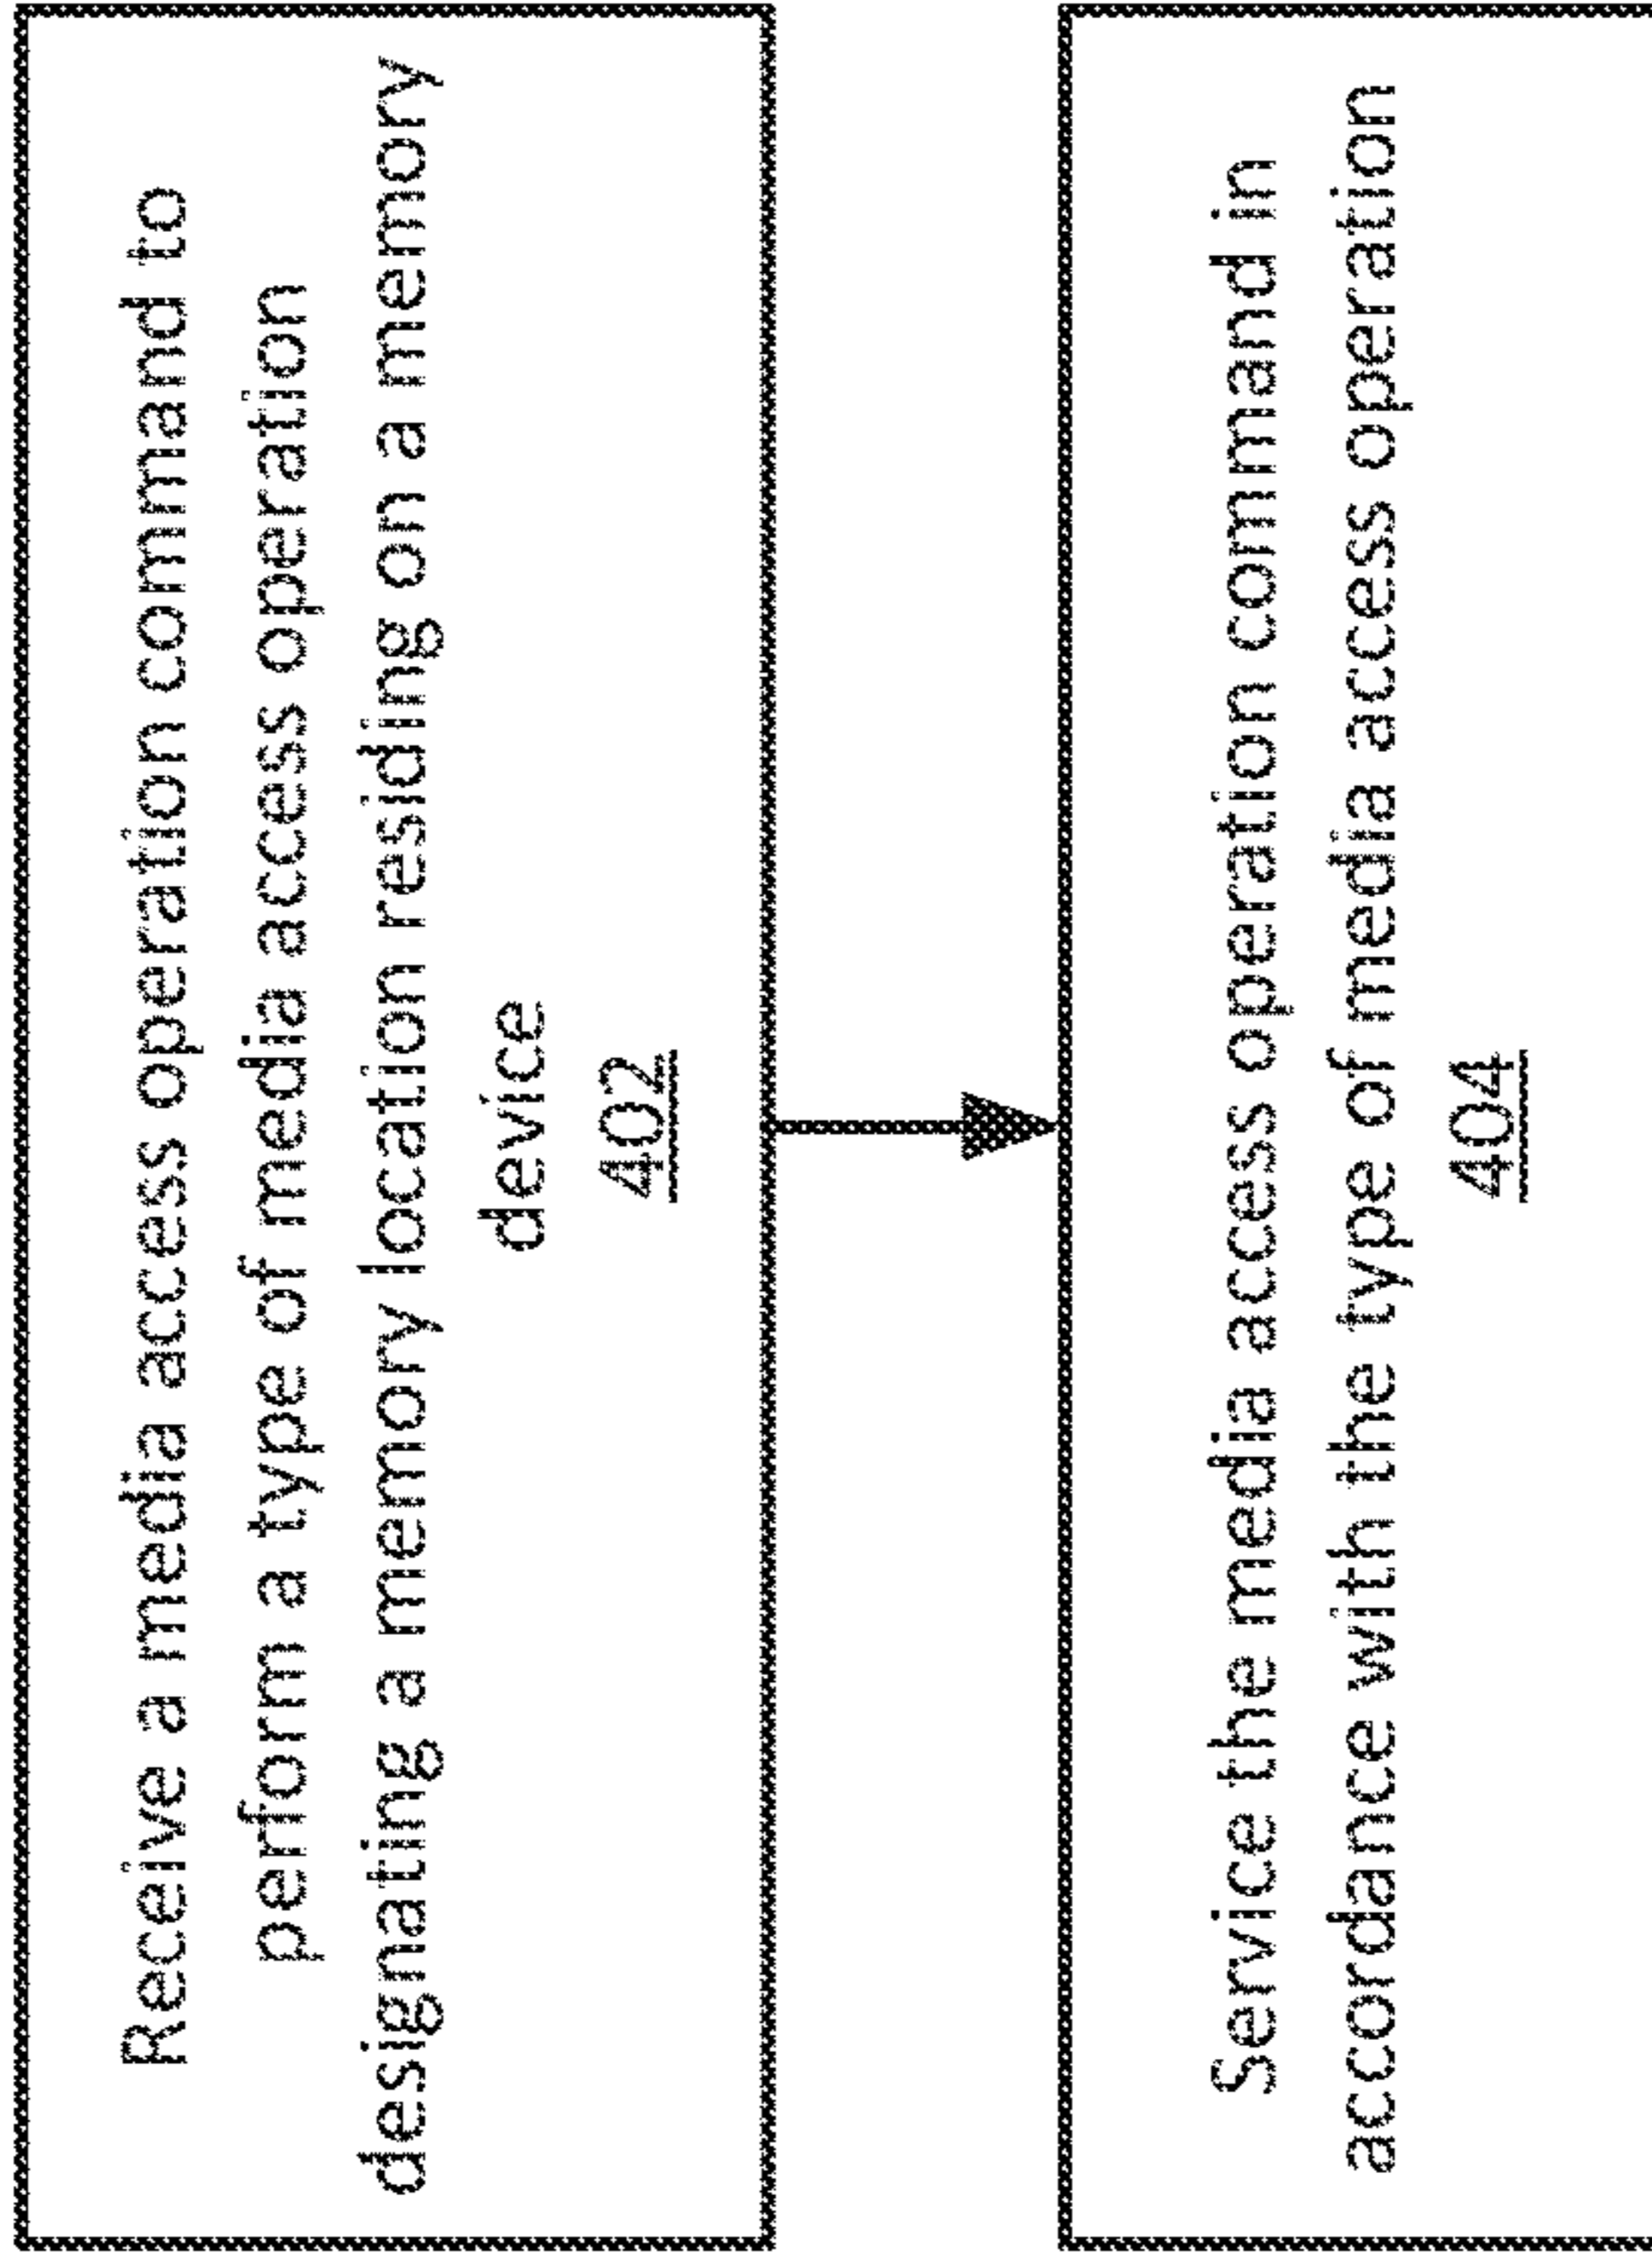 Receive a media access operation command to
perform a type of media access operation
designating a memory location residing on a memory
device
402
Service the media access operation command in
accordance with the type of media access operation
404